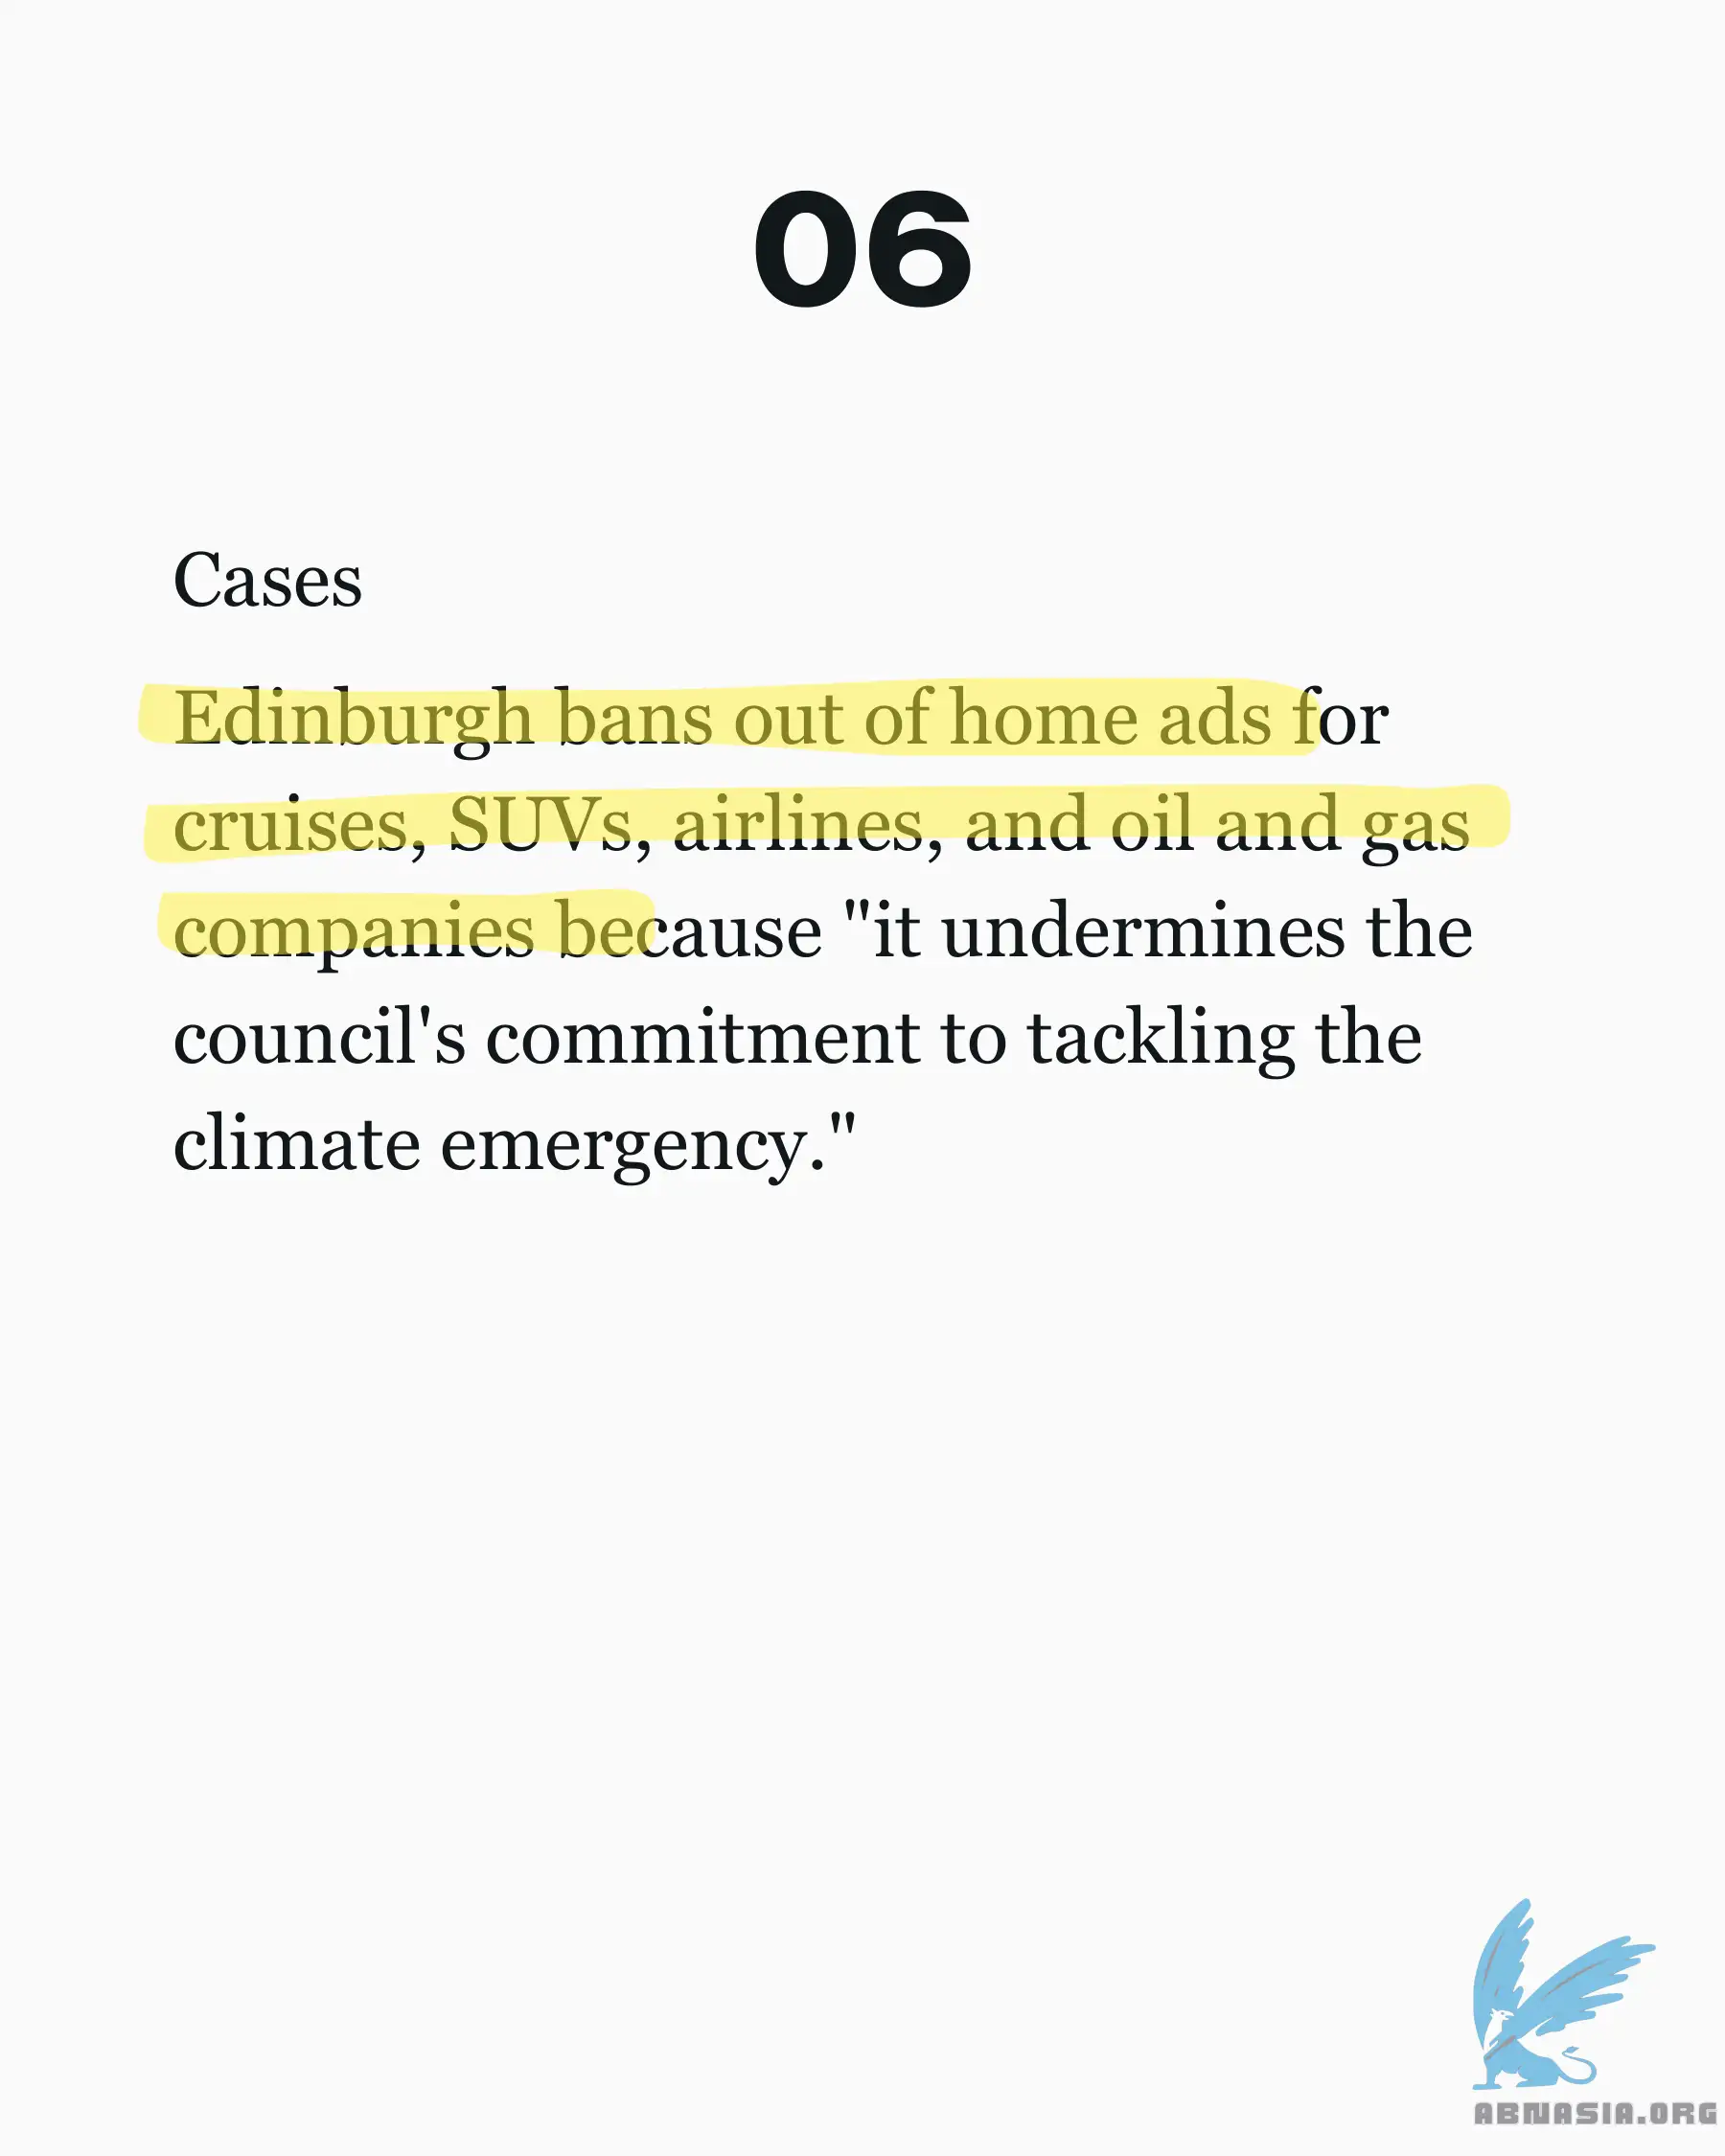 06
Cases
Edinburgh bans out of home ads for
cruises, SUVs, airlines, and oil and gas
companies because "it undermines the
council's commitment to tackling the
climate emergency."
ABNASIA.ORG